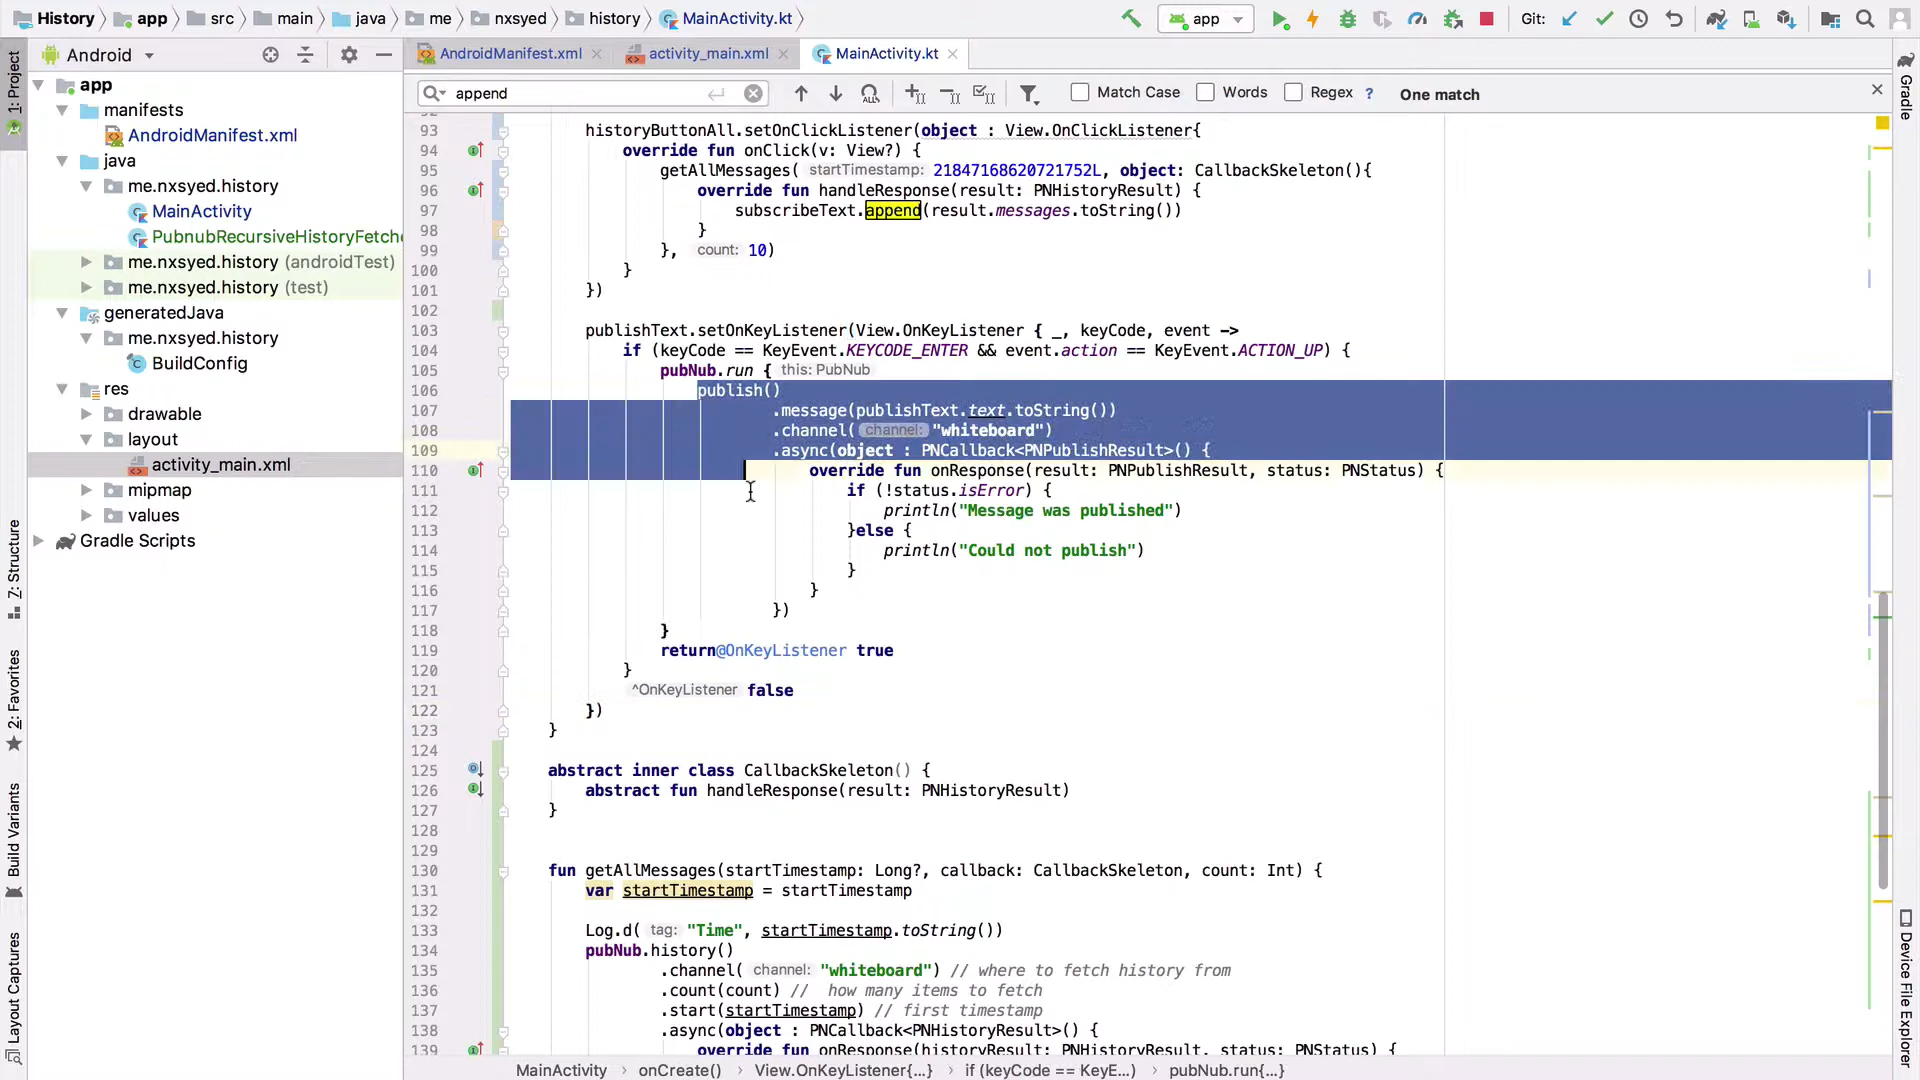 History app src main java me nxsyed history MainActivity.kt app Git:
1: Project
7: Structure
2: Favorites
Build Variants
Layout Captures
Android
app
manifests
AndroidManifest.xml
java
me.nxsyed.history
MainActivity
PubnubRecursiveHistoryFetche
me.nxsyed.history (androidTest)
me.nxsyed.history (test)
generatedJava
me.nxsyed.history
BuildConfig
res
drawable
layout
activity_main.xml
mipmap
values
Gradle Scripts
AndroidManifest.xml activity_main.xml MainActivity.kt
append Match Case Words Regex ? One match
93 historyButtonAll.setOnClickListener(object : View.OnClickListener{
94 override fun onClick(v: View?) {
95 getAllMessages( startTimestamp: 21847168620721752L, object: CallbackSkeleton(){
96 override fun handleResponse(result: PNHistoryResult) {
97 subscribeText.append(result.messages.toString())
98 }
99 }, count: 10)
100 }
101 })
102
103 publishText.setOnKeyListener(View.OnKeyListener { _, keyCode, event ->
104 if (keyCode == KeyEvent.KEYCODE_ENTER && event.action == KeyEvent.ACTION_UP) {
105 pubNub.run { this: PubNub
106 publish()
107 .message(publishText.text.toString())
108 .channel( channel: "whiteboard")
109 .async(object : PNCallback<PNPublishResult>() {
110 override fun onResponse(result: PNPublishResult, status: PNStatus) {
111 if (!status.isError) {
112 println("Message was published")
113 }else {
114 println("Could not publish")
115 }
116 }
117 })
118 }
119 return@OnKeyListener true
120 }
121 ^OnKeyListener false
122 })
123 }
124
125 abstract inner class CallbackSkeleton() {
126 abstract fun handleResponse(result: PNHistoryResult)
127 }
128
129
130 fun getAllMessages(startTimestamp: Long?, callback: CallbackSkeleton, count: Int) {
131 var startTimestamp = startTimestamp
132
133 Log.d( tag: "Time", startTimestamp.toString())
134 pubNub.history()
135 .channel( channel: "whiteboard") // where to fetch history from
136 .count(count) // how many items to fetch
137 .start(startTimestamp) // first timestamp
138 .async(object : PNCallback<PNHistoryResult>() {
139 override fun onResponse(historyResult: PNHistoryResult, status: PNStatus) {
MainActivity onCreate() View.OnKeyListener{...} if (keyCode == KeyE...) pubNub.run{...}
Gradle
Device File Explorer